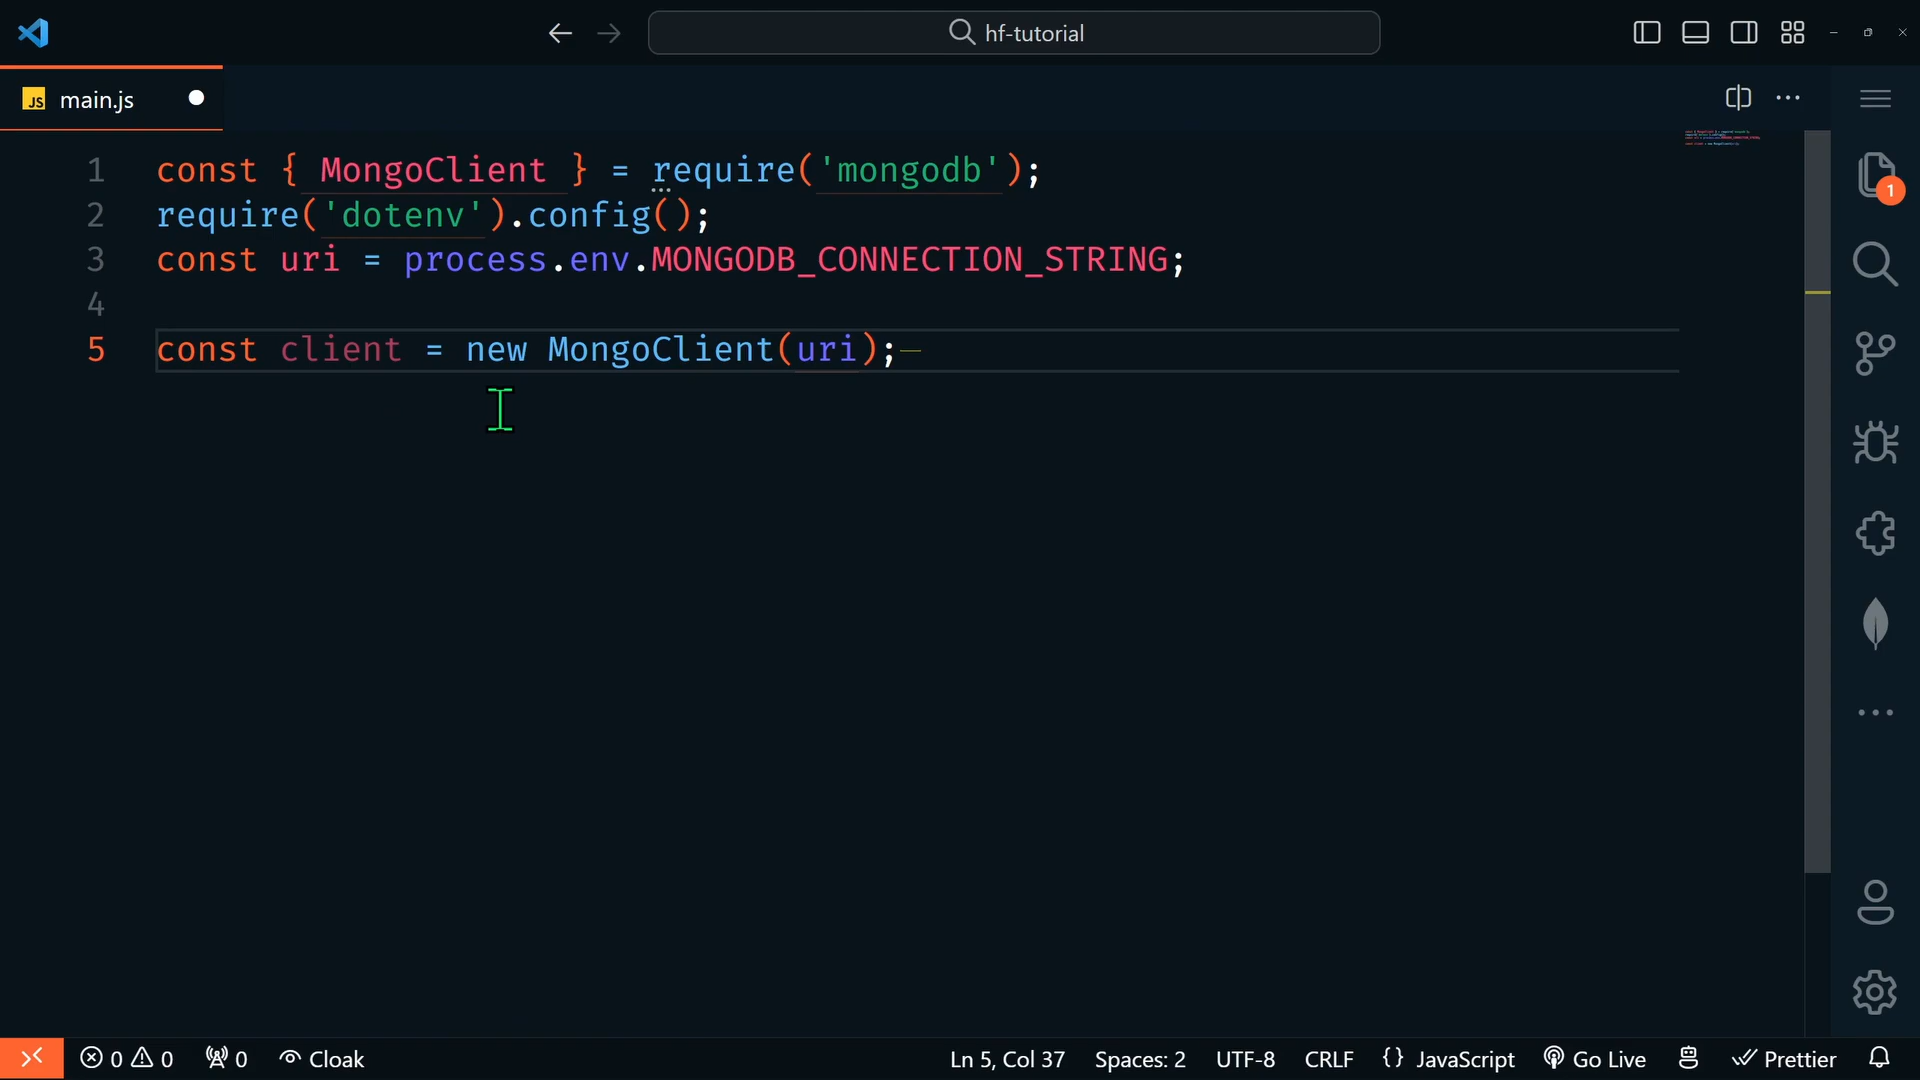 hf-tutorial
JS main.js
1 const { MongoClient } = require('mongodb');
2 require('dotenv').config();
3 const uri = process.env.MONGODB_CONNECTION_STRING;
4
5 const client = new MongoClient(uri);
1
0 0 0 Cloak Ln 5, Col 37 Spaces: 2 UTF-8 CRLF {} JavaScript Go Live Prettier